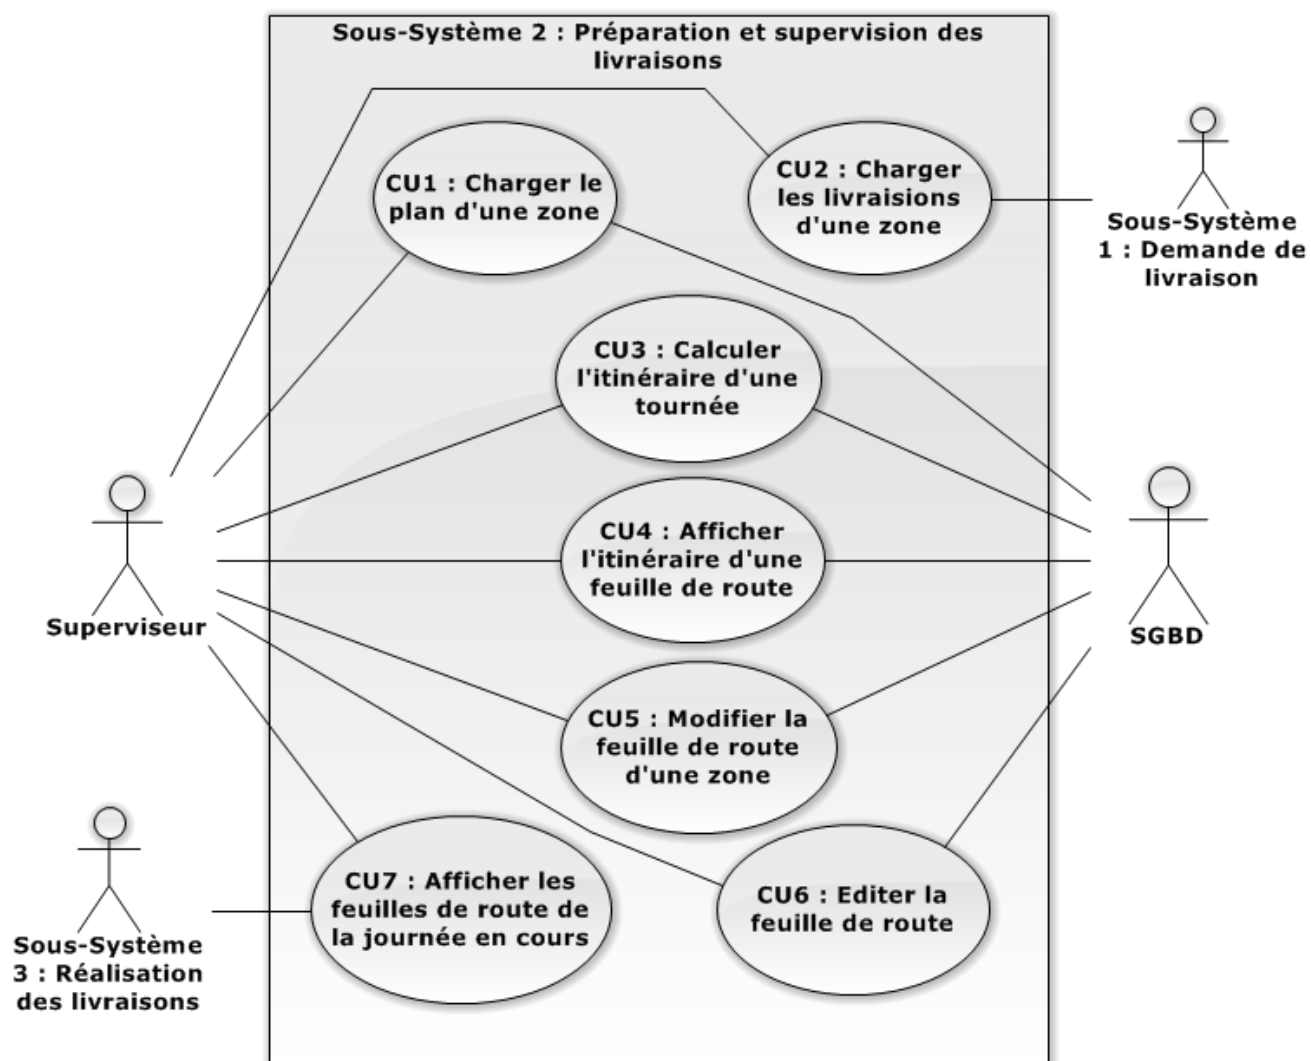 Sous-Système 2 : Préparation et supervision des
livraisons
CU1 : Charger le
plan d'une zone
CU2 : Charger
les livraisions
d'une zone
Sous-Système
1 : Demande de
livraison
CU3 : Calculer
l'itinéraire d'une
tournée
CU4 : Afficher
l'itinéraire d'une
feuille de route
Superviseur
SGBD
CU5 : Modifier la
feuille de route
d'une zone
CU7 : Afficher les
feuilles de route de
la journée en cours
CU6 : Editer la
feuille de route
Sous-Système
3 : Réalisation
des livraisons